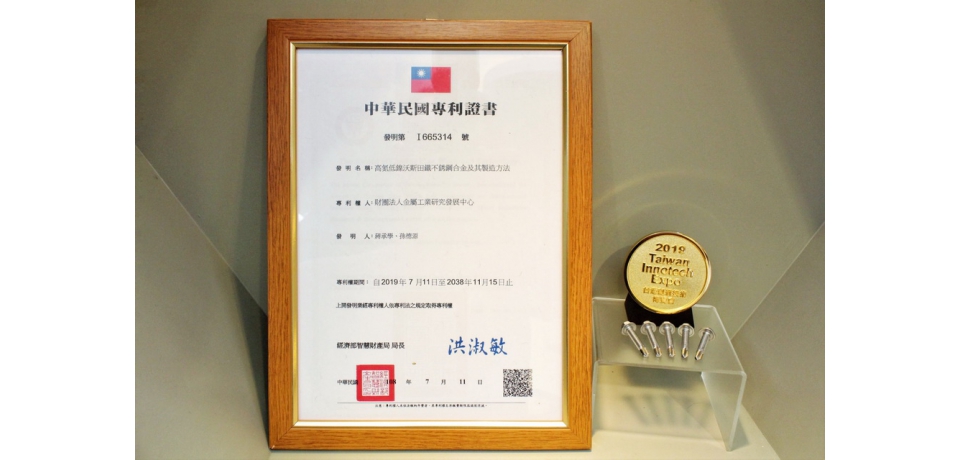 中華民國專利證書
發明第 I665314 號
發明名稱：高氮低鎳沃斯田鐵不銹鋼合金及其製造方法
專利權人：財團法人金屬工業研究發展中心
發明人：蔣承學、孫
專利權期間：自2019年7月11日至2038年11月15日止
上開發明業經專利權人依專利法之規定取得專利權
經濟部智慧財產局 局長 洪淑敏
中華民國 108 年 7 月 11 日
2019
Taiwan
Innotech
Expo